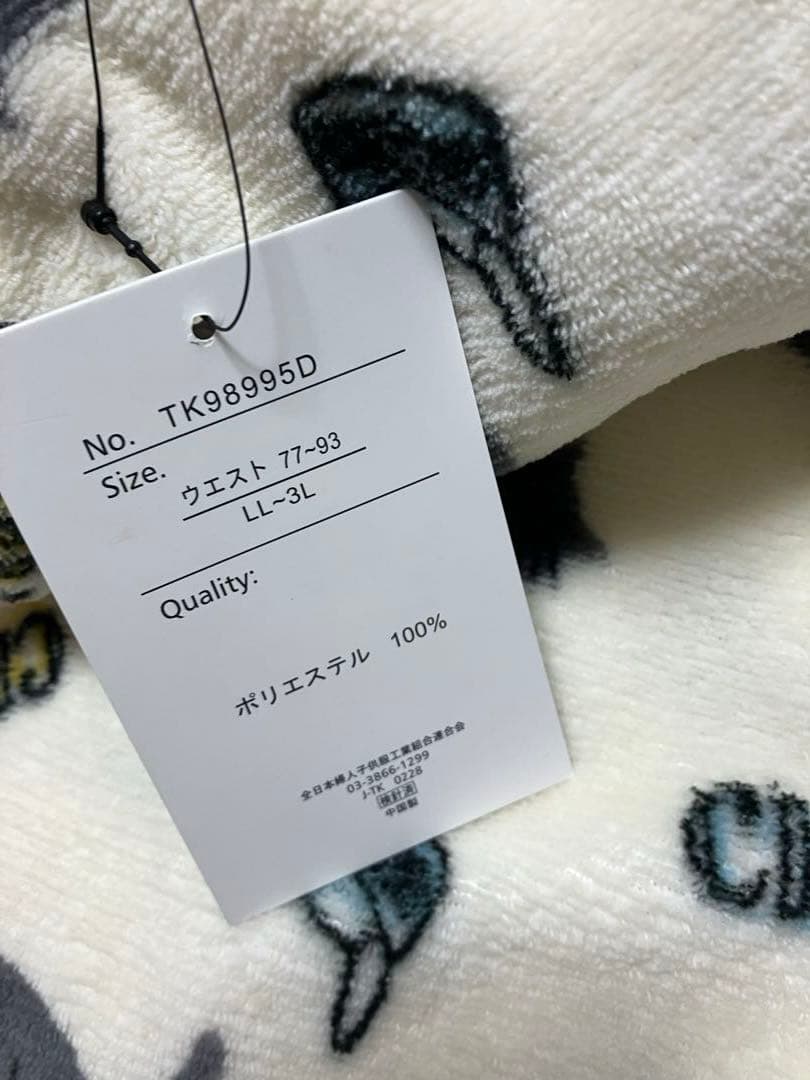 No. TK98995D
Size.
ウエスト 77~93
LL~3L
Quality:
ポリエステル 100%
全日本婦人子供服工業組合連合会
03-3866-1299
J-TK 0228
検針済
中国製